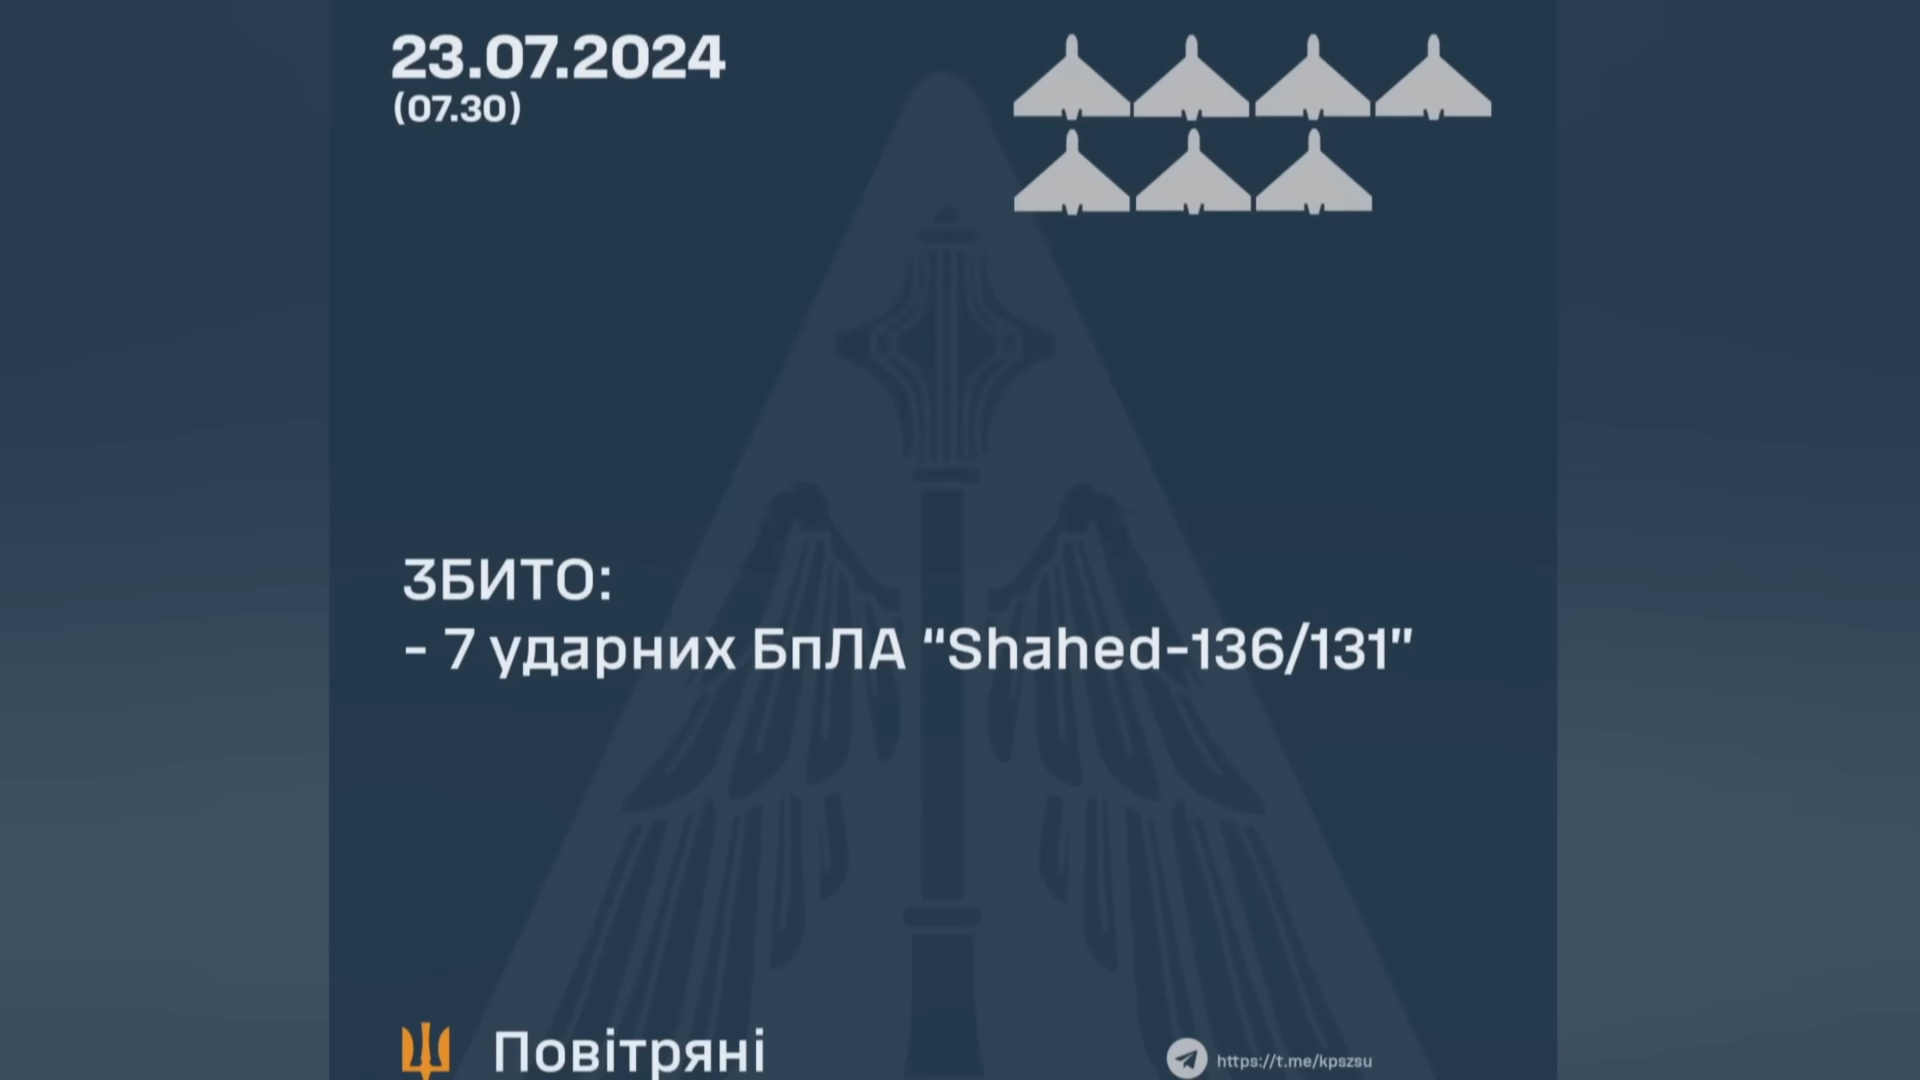 23.07.2024
(07.30)
ЗБИТО:
- 7 ударних БпЛА “Shahed-136/131”
Повітряні
https://t.me/kpszsu